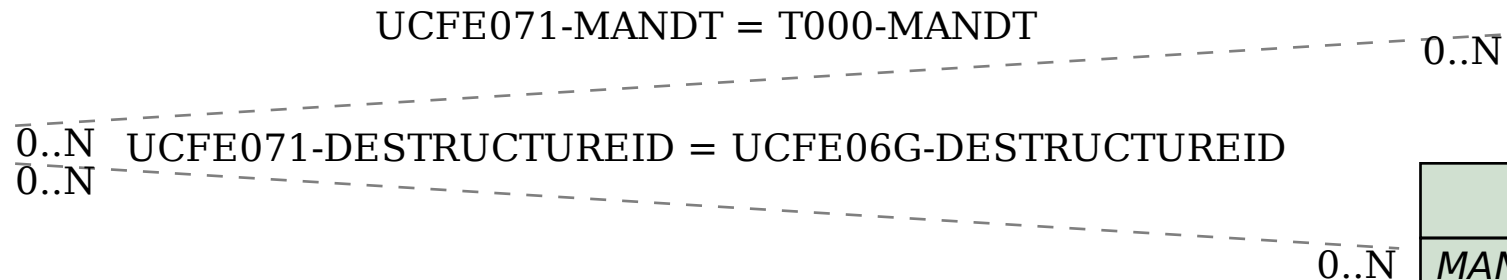 UCFE071-MANDT = T000-MANDT
0..N
0..N UCFE071-DESTRUCTUREID = UCFE06G-DESTRUCTUREID
0..N
0..N